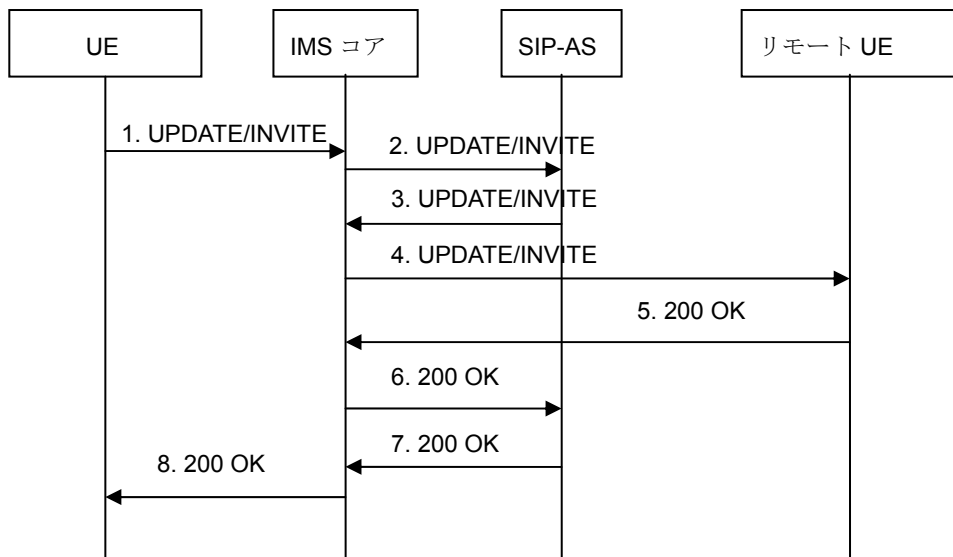 UE
IMS コア
SIP-AS
リモート UE
1. UPDATE/INVITE
2. UPDATE/INVITE
3. UPDATE/INVITE
4. UPDATE/INVITE
5. 200 OK
6. 200 OK
7. 200 OK
8. 200 OK